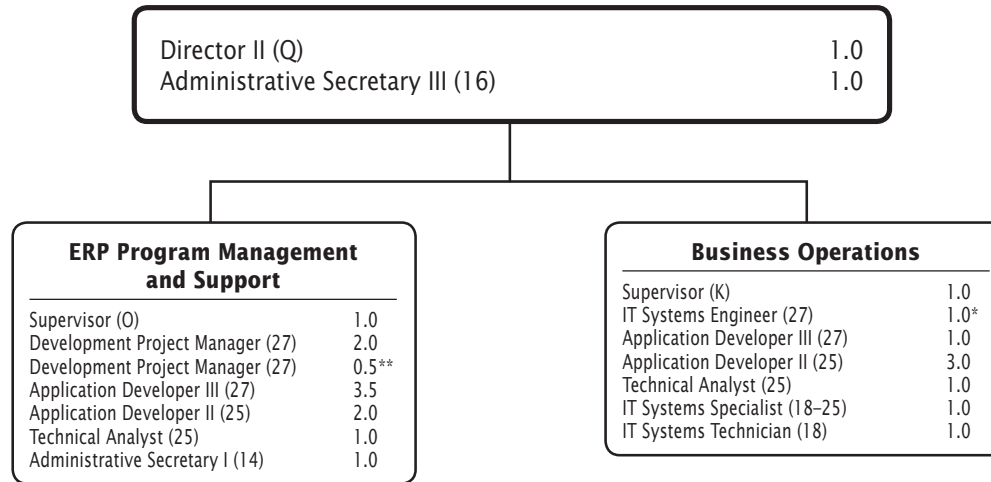 Director II (Q) 1.0
Administrative Secretary III (16) 1.0
ERP Program Management
and Support
Supervisor (O) 1.0
Development Project Manager (27) 2.0
Development Project Manager (27) 0.5**
Application Developer III (27) 3.5
Application Developer II (25) 2.0
Technical Analyst (25) 1.0
Administrative Secretary I (14) 1.0
Business Operations
Supervisor (K) 1.0
IT Systems Engineer (27) 1.0*
Application Developer III (27) 1.0
Application Developer II (25) 3.0
Technical Analyst (25) 1.0
IT Systems Specialist (18–25) 1.0
IT Systems Technician (18) 1.0